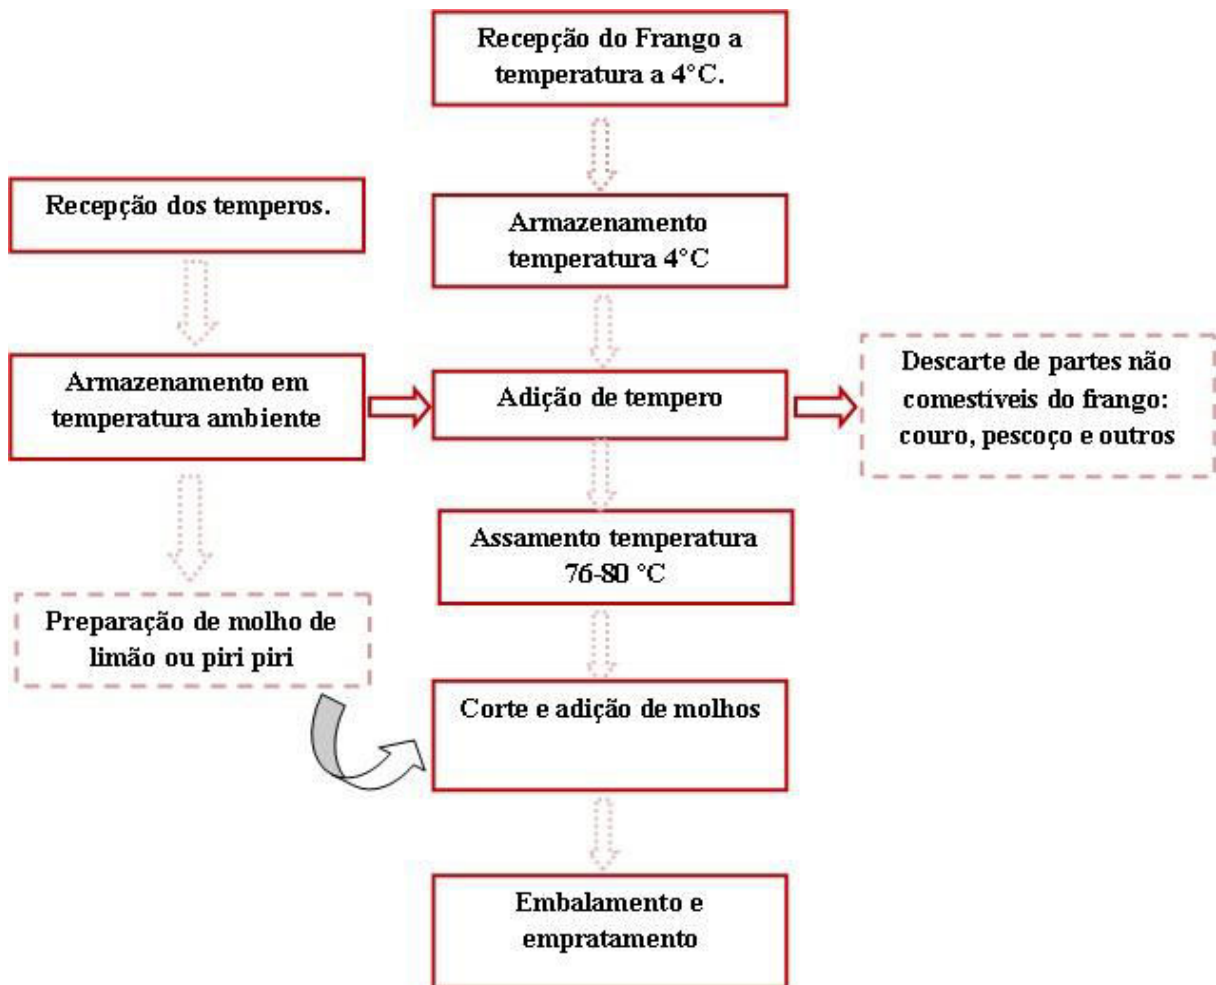 Recepção do Frango a
temperatura a 4°C.
Recepção dos temperos.
Armazenamento
temperatura 4°C
Armazenamento em
temperatura ambiente
Adição de tempero
Descarte de partes não
comestíveis do frango:
couro, pescoço e outros
Assamento temperatura
76-80 °C
Preparação de molho de
limão ou piri piri
Corte e adição de molhos
Embalamento e
empratamento